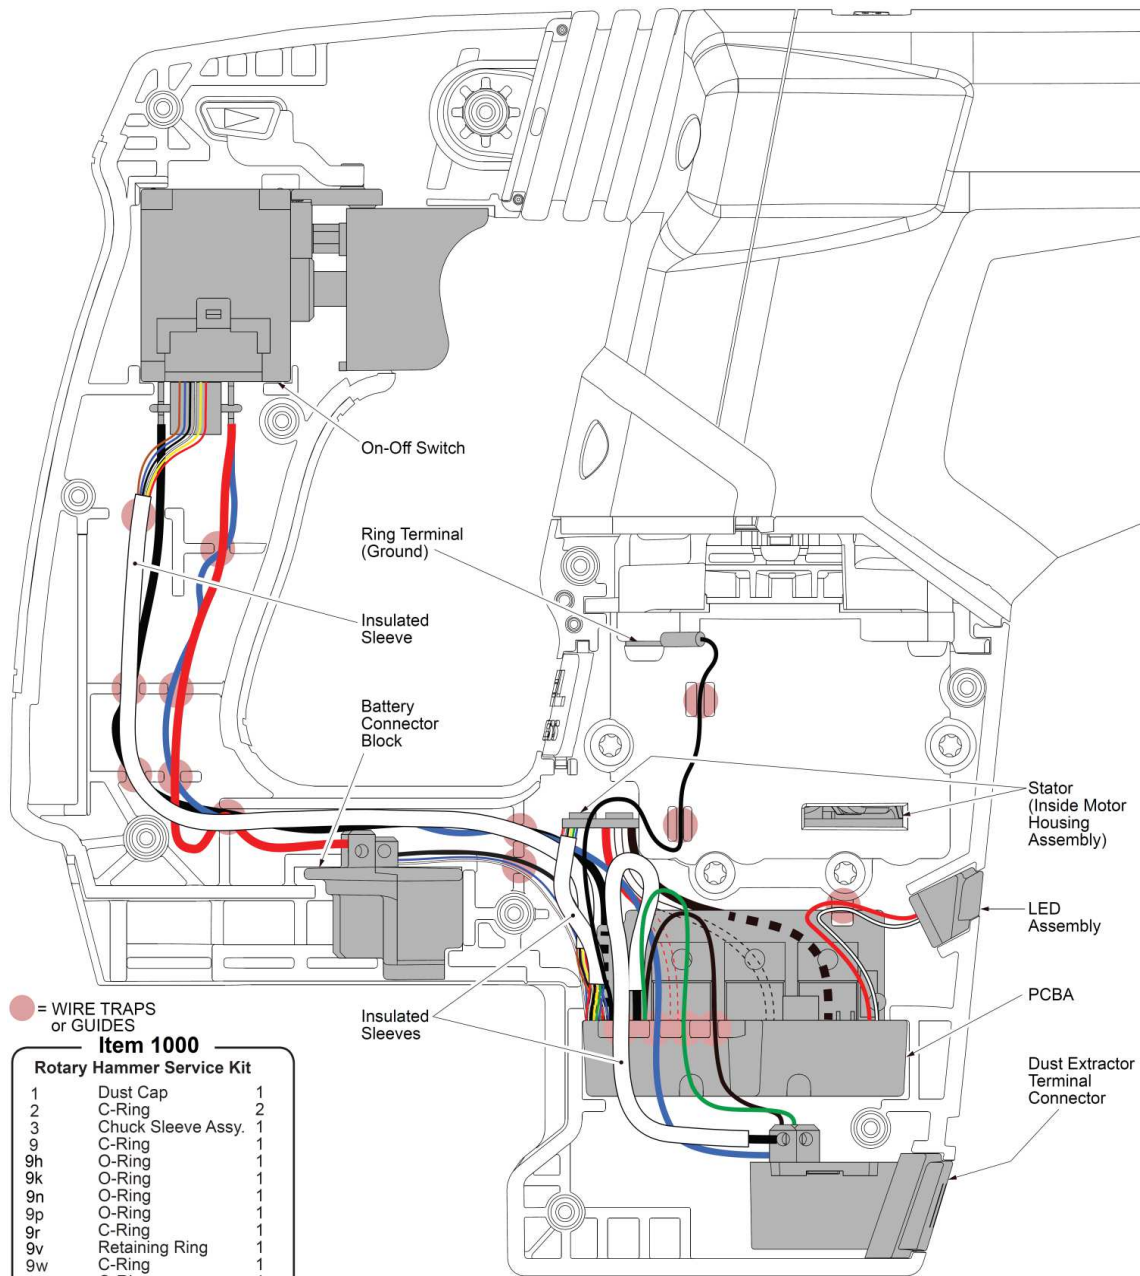 On-Off Switch
Ring Terminal
(Ground)
Insulated
Sleeve
Battery
Connector
Block
Stator
(Inside Motor
Housing
Assembly)
LED
Assembly
PCBA
Insulated
Sleeves
Dust Extractor
Terminal
Connector
= WIRE TRAPS
or GUIDES
Item 1000
Rotary Hammer Service Kit
1 Dust Cap 1
2 C-Ring 2
3 Chuck Sleeve Assy. 1
9 C-Ring 1
9h O-Ring 1
9k O-Ring 1
9n O-Ring 1
9p O-Ring 1
9r C-Ring 1
9v Retaining Ring 1
9w C-Ring 1